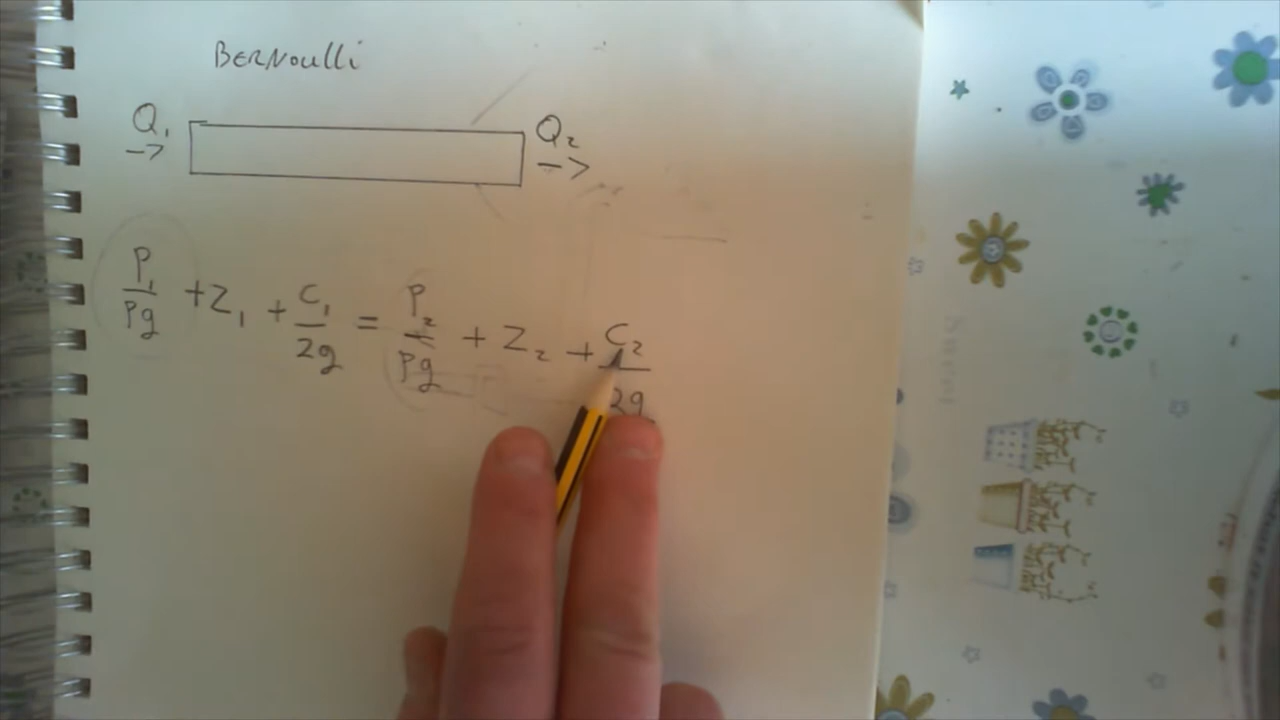 BERNoulli
Q₁ -> Q₂ ->
P₁/ρg + Z₁ + C₁/2g = P₂/ρg + Z₂ + C₂/2g